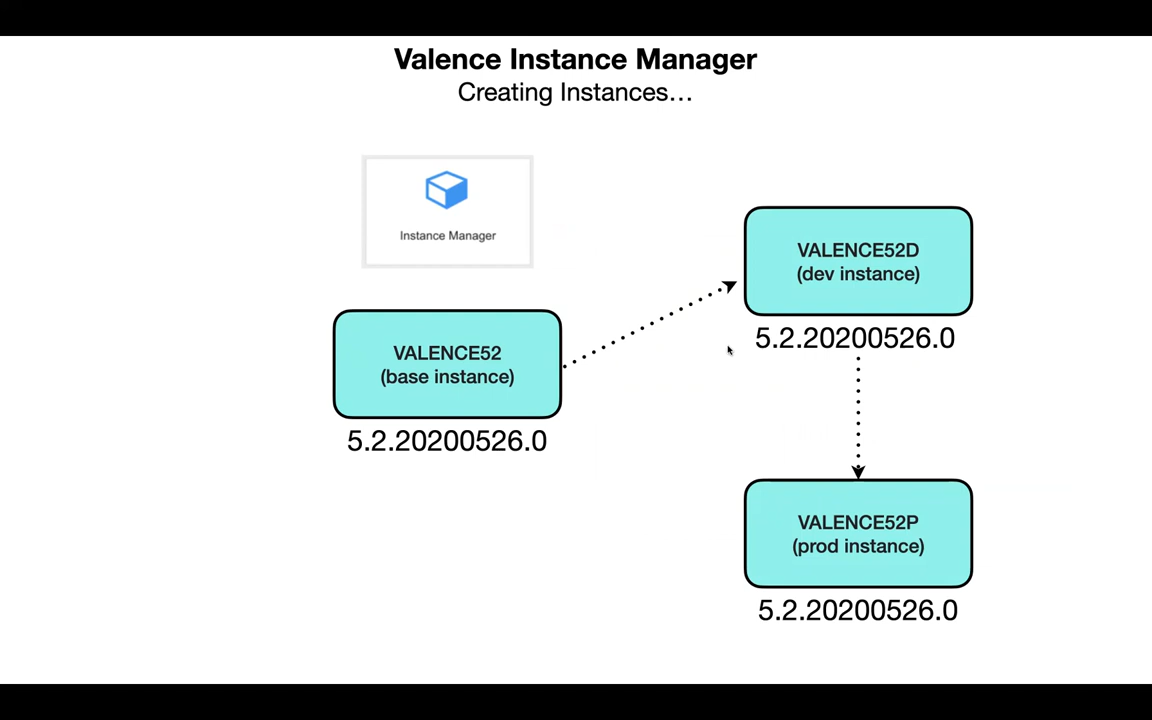 Valence Instance Manager
Creating Instances…
Instance Manager
VALENCE52
(base instance)
5.2.20200526.0
VALENCE52D
(dev instance)
5.2.20200526.0
VALENCE52P
(prod instance)
5.2.20200526.0